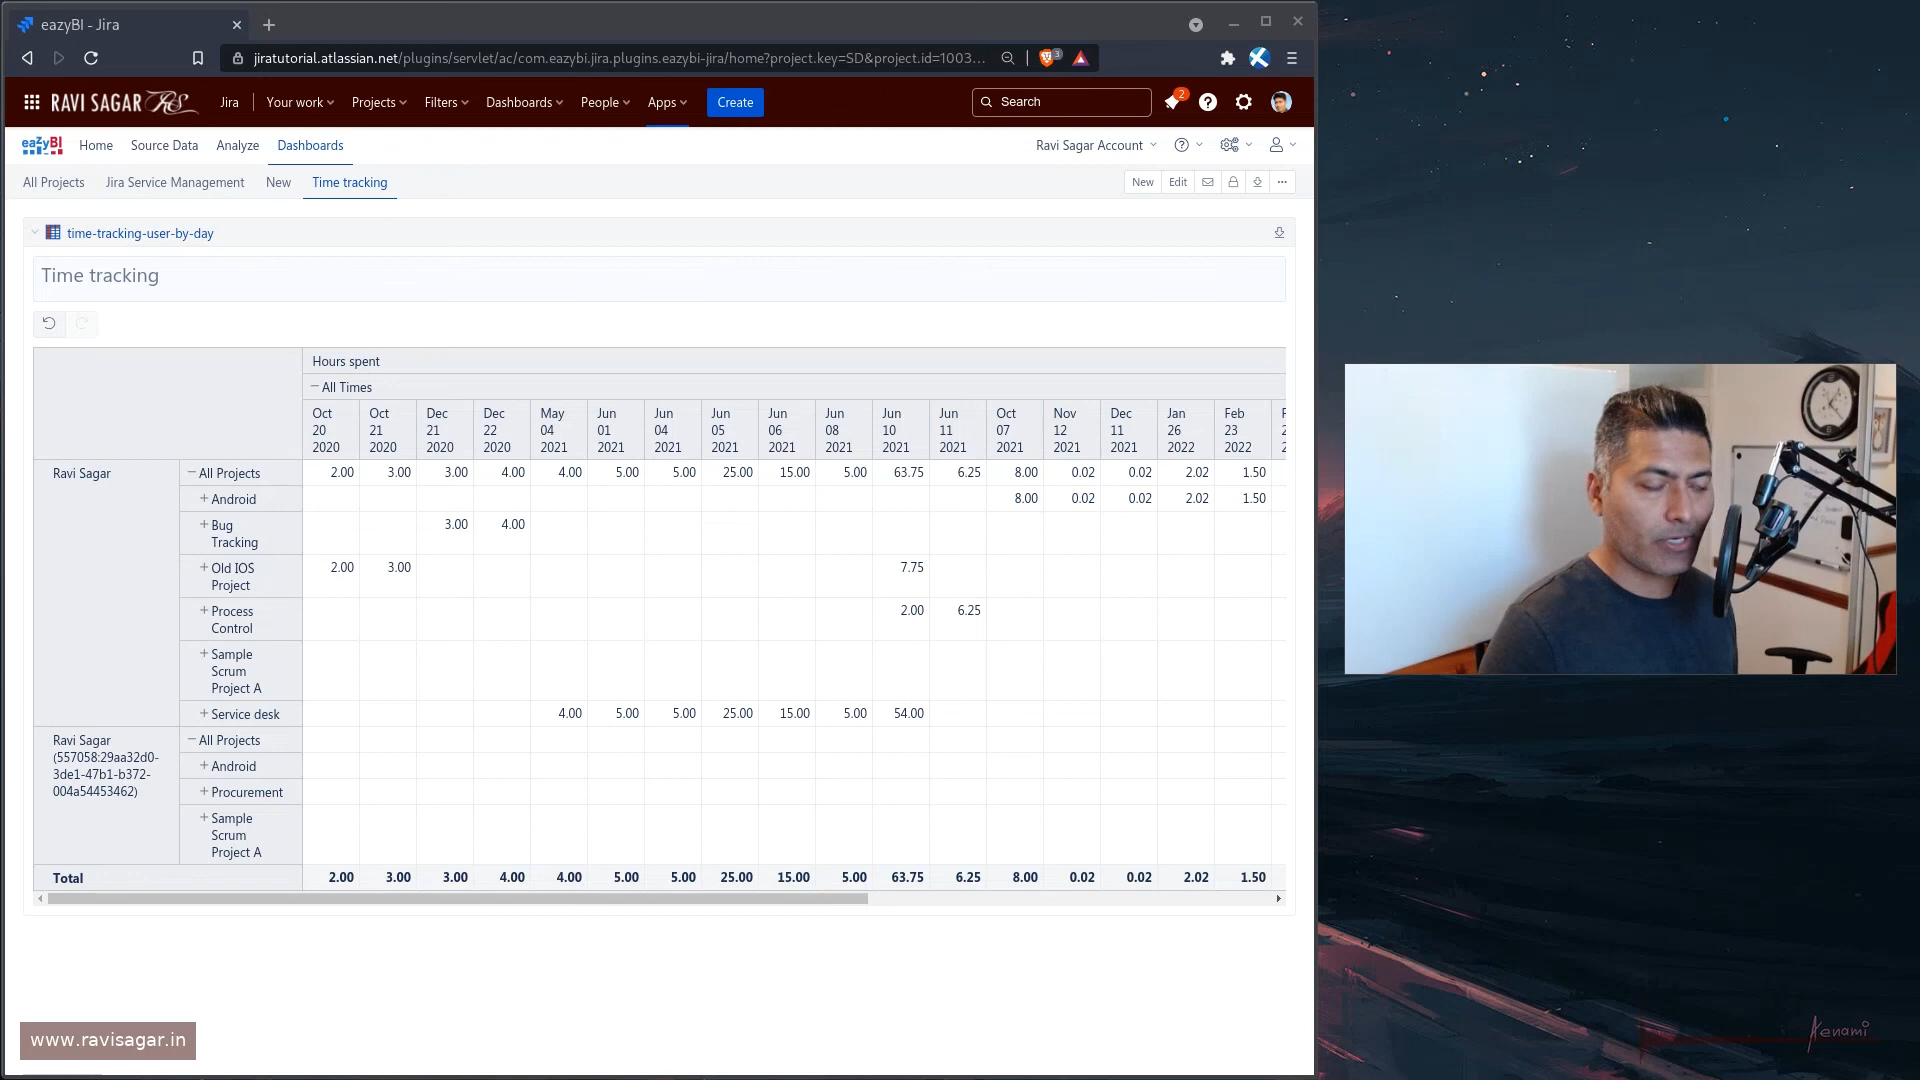 eazyBI - Jira
jiratutorial.atlassian.net/plugins/servlet/ac/com.eazybi.jira.plugins.eazybi-jira/home?project.key=SD&project.id=1003...
3
RAVI SAGAR RS Jira Your work Projects Filters Dashboards People Apps Create Search 2
eazyBI Home Source Data Analyze Dashboards Ravi Sagar Account
All Projects Jira Service Management New Time tracking New Edit
time-tracking-user-by-day
Time tracking
Hours spent
All Times
Oct Oct Dec Dec May Jun Jun Jun Jun Jun Jun Jun Oct Nov Dec Jan Feb
20 21 21 22 04 01 04 05 06 08 10 11 07 12 11 26 23
2020 2020 2020 2020 2021 2021 2021 2021 2021 2021 2021 2021 2021 2021 2021 2022 2022
Ravi Sagar All Projects 2.00 3.00 3.00 4.00 4.00 5.00 5.00 25.00 15.00 5.00 63.75 6.25 8.00 0.02 0.02 2.02 1.50
Android 8.00 0.02 0.02 2.02 1.50
Bug 3.00 4.00
Tracking
Old IOS 2.00 3.00 7.75
Project
Process 2.00 6.25
Control
Sample
Scrum
Project A
Service desk 4.00 5.00 5.00 25.00 15.00 5.00 54.00
Ravi Sagar All Projects
(557058:29aa32d0-
3de1-47b1-b372- Android
004a54453462) Procurement
Sample
Scrum
Project A
Total 2.00 3.00 3.00 4.00 4.00 5.00 5.00 25.00 15.00 5.00 63.75 6.25 8.00 0.02 0.02 2.02 1.50
www.ravisagar.in
Kenami